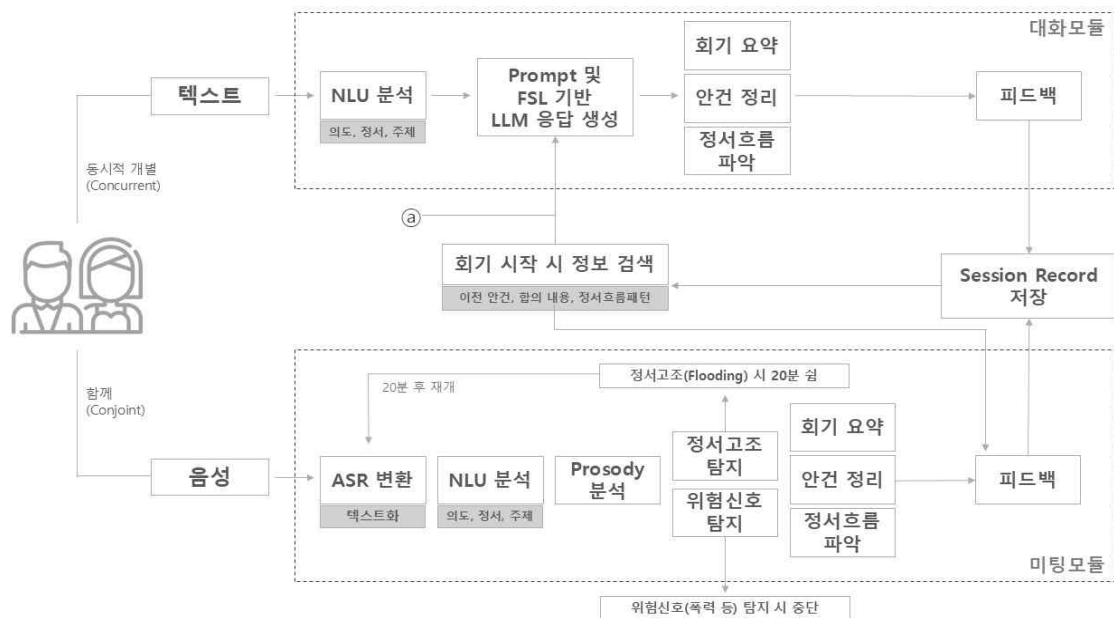 대화모듈
텍스트
NLU 분석
의도, 정서, 주제
Prompt 및
FSL 기반
LLM 응답 생성
회기 요약
안건 정리
정서흐름
파악
피드백
동시적 개별
(Concurrent)
ⓐ
회기 시작 시 정보 검색
이전 안건, 합의 내용, 정서흐름패턴
Session Record
저장
함께
(Conjoint)
20분 후 재개
정서고조(Flooding) 시 20분 쉼
음성
ASR 변환
텍스트화
NLU 분석
의도, 정서, 주제
Prosody
분석
정서고조
탐지
위험신호
탐지
회기 요약
안건 정리
정서흐름
파악
피드백
미팅모듈
위험신호(폭력 등) 탐지 시 중단